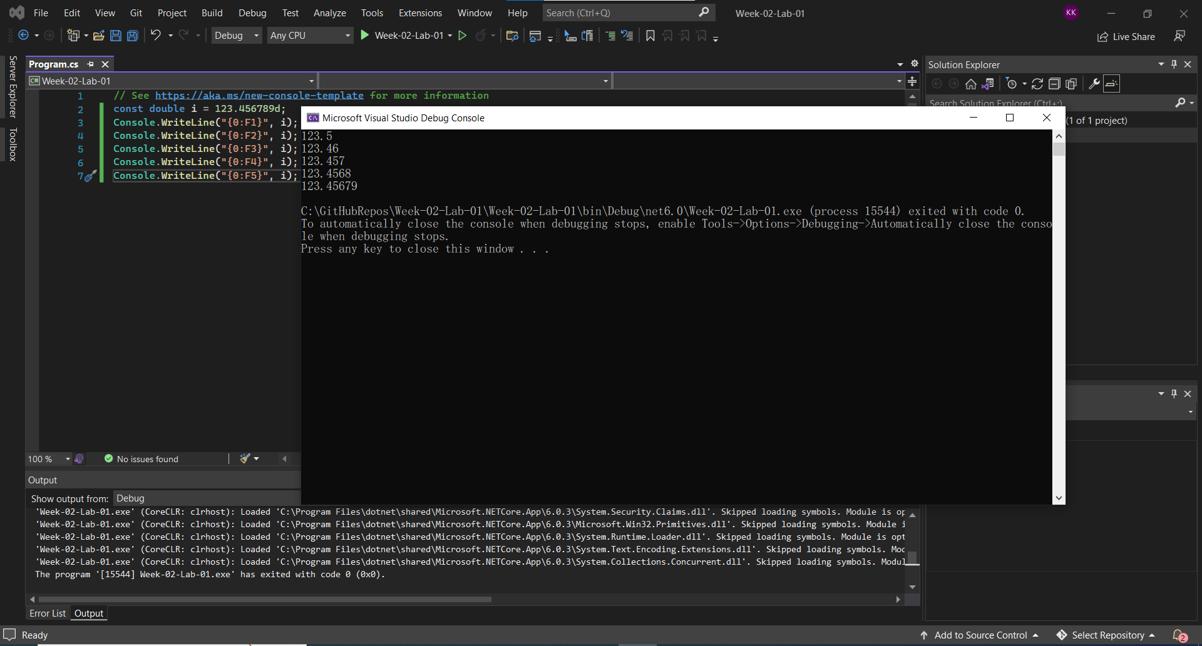 File Edit View Git Project Build Debug Test Analyze Tools Extensions Window Help Search (Ctrl+Q) Week-02-Lab-01 KK
Debug Any CPU Week-02-Lab-01 Live Share
Server Explorer
Toolbox
Program.cs
C# Week-02-Lab-01
1 // See https://aka.ms/new-console-template for more information
2 const double i = 123.456789d;
3 Console.WriteLine("{0:F1}", i);
4 Console.WriteLine("{0:F2}", i);
5 Console.WriteLine("{0:F3}", i);
6 Console.WriteLine("{0:F4}", i);
7 Console.WriteLine("{0:F5}", i);
Microsoft Visual Studio Debug Console
123.5
123.46
123.457
123.4568
123.45679
C:\GitHubRepos\Week-02-Lab-01\Week-02-Lab-01\bin\Debug\net6.0\Week-02-Lab-01.exe (process 15544) exited with code 0.
To automatically close the console when debugging stops, enable Tools->Options->Debugging->Automatically close the conso
le when debugging stops.
Press any key to close this window . . .
Solution Explorer
Search Solution Explorer (Ctrl+;)
(1 of 1 project)
100 % No issues found
Output
Show output from: Debug
'Week-02-Lab-01.exe' (CoreCLR: clrhost): Loaded 'C:\Program Files\dotnet\shared\Microsoft.NETCore.App\6.0.3\System.Security.Claims.dll'. Skipped loading symbols. Module is op
'Week-02-Lab-01.exe' (CoreCLR: clrhost): Loaded 'C:\Program Files\dotnet\shared\Microsoft.NETCore.App\6.0.3\Microsoft.Win32.Primitives.dll'. Skipped loading symbols. Module i
'Week-02-Lab-01.exe' (CoreCLR: clrhost): Loaded 'C:\Program Files\dotnet\shared\Microsoft.NETCore.App\6.0.3\System.Runtime.Loader.dll'. Skipped loading symbols. Module is opt
'Week-02-Lab-01.exe' (CoreCLR: clrhost): Loaded 'C:\Program Files\dotnet\shared\Microsoft.NETCore.App\6.0.3\System.Text.Encoding.Extensions.dll'. Skipped loading symbols. Moc
'Week-02-Lab-01.exe' (CoreCLR: clrhost): Loaded 'C:\Program Files\dotnet\shared\Microsoft.NETCore.App\6.0.3\System.Collections.Concurrent.dll'. Skipped loading symbols. Modul
The program '[15544] Week-02-Lab-01.exe' has exited with code 0 (0x0).
Error List Output
Ready Add to Source Control Select Repository 2